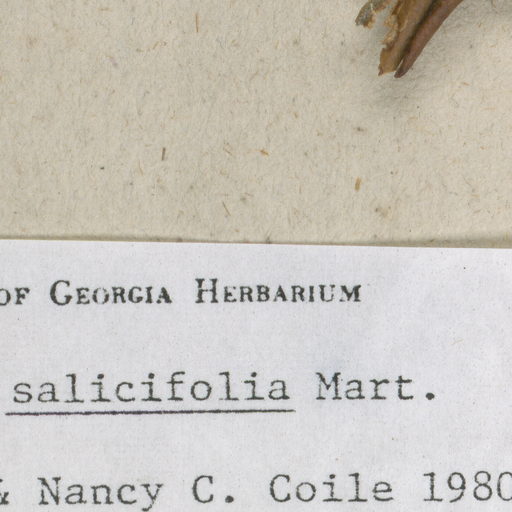 OF GEORGIA HERBARIUM
salicifolia Mart.
& Nancy C. Coile 1980